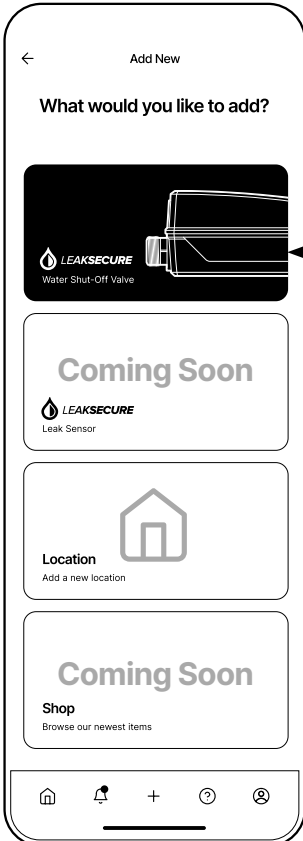 Add New
What would you like to add?
LEAKSECURE
Water Shut-Off Valve
Coming Soon
LEAKSECURE
Leak Sensor
Location
Add a new location
Coming Soon
Shop
Browse our newest items